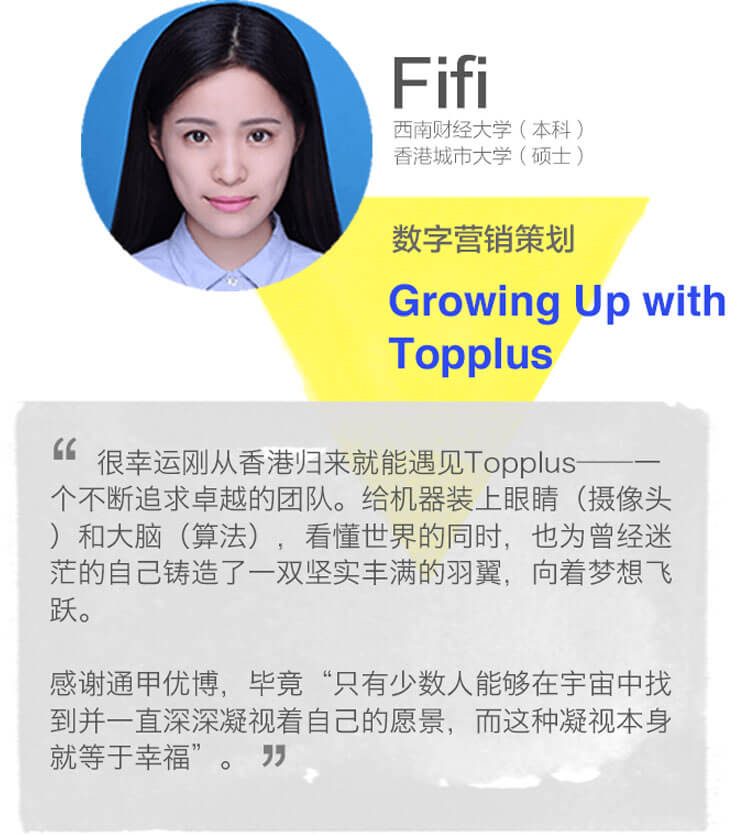 Fifi
西南财经大学（本科）
香港城市大学（硕士）
数字营销策划
Growing Up with
Topplus
“ 很幸运刚从香港归来就能遇见Topplus——一
个不断追求卓越的团队。给机器装上眼睛（摄像头
）和大脑（算法），看懂世界的同时，也为曾经迷
茫的自己铸造了一双坚实丰满的羽翼，向着梦想飞
跃。
感谢通甲优博，毕竟“只有少数人能够在宇宙中找
到并一直深深凝视着自己的愿景，而这种凝视本身
就等于幸福”。 ”